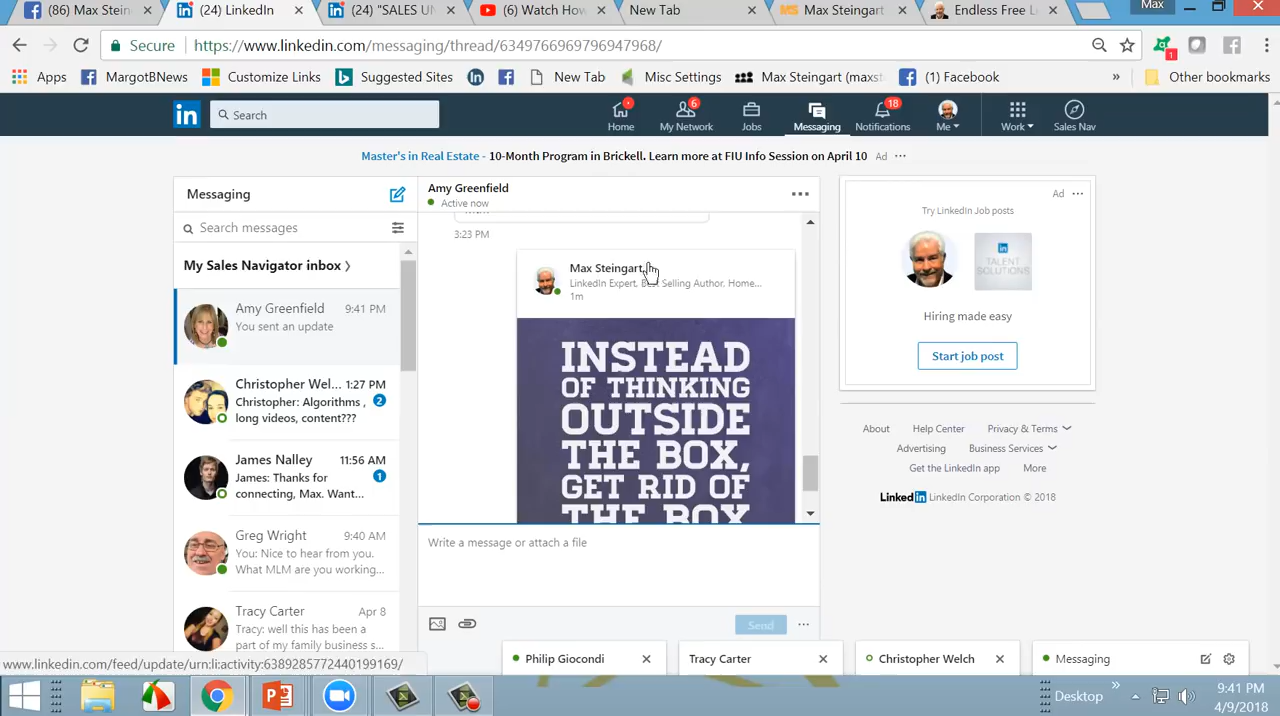 (86) Max Stein
(24) LinkedIn
(24) "SALES UN
(6) Watch How
New Tab
Max Steingart
Endless Free L
Max
Secure
https://www.linkedin.com/messaging/thread/6349766969796947968/
Apps
MargotBNews
Customize Links
Suggested Sites
New Tab
Misc Settings
Max Steingart (maxst
(1) Facebook
»
Other bookmarks
1
in
Search
Home
6
My Network
Jobs
Messaging
18
Notifications
Me
Work
Sales Nav
Master's in Real Estate - 10-Month Program in Brickell. Learn more at FIU Info Session on April 10 Ad ...
Messaging
Search messages
My Sales Navigator inbox
Amy Greenfield 9:41 PM
You sent an update
Christopher Wel... 1:27 PM
Christopher: Algorithms , 2
long videos, content???
James Nalley 11:56 AM
James: Thanks for 1
connecting, Max. Want...
Greg Wright 9:40 AM
You: Nice to hear from you.
What MLM are you working...
Tracy Carter Apr 8
Tracy: well this has been a
part of my family business s
Amy Greenfield
Active now
3:23 PM
Max Steingart
LinkedIn Expert. Best Selling Author. Home...
1m
INSTEAD
OF THINKING
OUTSIDE
THE BOX,
GET RID OF
THE BOX
Write a message or attach a file
Send
Ad ...
Try LinkedIn Job posts
in
TALENT
SOLUTIONS
Hiring made easy
Start job post
About Help Center Privacy & Terms
Advertising Business Services
Get the LinkedIn app More
Linked in LinkedIn Corporation © 2018
www.linkedin.com/feed/update/urn:li:activity:6389285772440199169/
Philip Giocondi
Tracy Carter
Christopher Welch
Messaging
Desktop
»
9:41 PM
4/9/2018